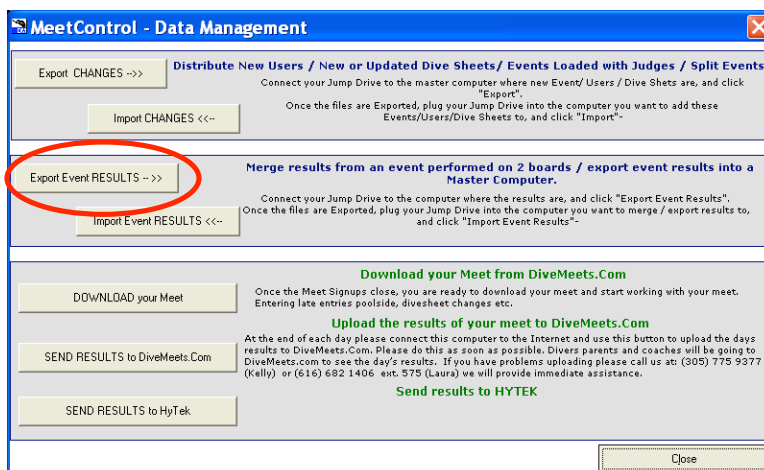 MeetControl - Data Management
Export CHANGES -->>
Distribute New Users / New or Updated Dive Sheets/ Events Loaded with Judges / Split Events
Connect your Jump Drive to the master computer where new Event/ Users / Dive Shets are, and click
"Export".
Import CHANGES <<--
Once the files are Exported, plug your Jump Drive into the computer you want to add these
Events/Users/Dive Sheets to, and click "Import"-
Export Event RESULTS -- >>
Merge results from an event performed on 2 boards / export event results into a
Master Computer.
Connect your Jump Drive to the computer where the results are, and click "Export Event Results".
Import Event RESULTS <<--
Once the files are Exported, plug your Jump Drive into the computer you want to merge / export results to,
and click "Import Event Results"-
Download your Meet from DiveMeets.Com
DOWNLOAD your Meet
Once the Meet Signups close, you are ready to download your meet and start working with your meet.
Entering late entries poolside, divesheet changes etc.
Upload the results of your meet to DiveMeets.Com
SEND RESULTS to DiveMeets.Com
At the end of each day please connect this computer to the Internet and use this button to upload the days
results to DiveMeets.Com. Please do this as soon as possible. Divers parents and coaches will be going to
DiveMeets.com to see the day's results. If you have problems uploading please call us at: (305) 775 9377
(Kelly) or (616) 682 1406 ext. 575 (Laura) we will provide immediate assistance.
Send results to HYTEK
SEND RESULTS to HyTek
Close